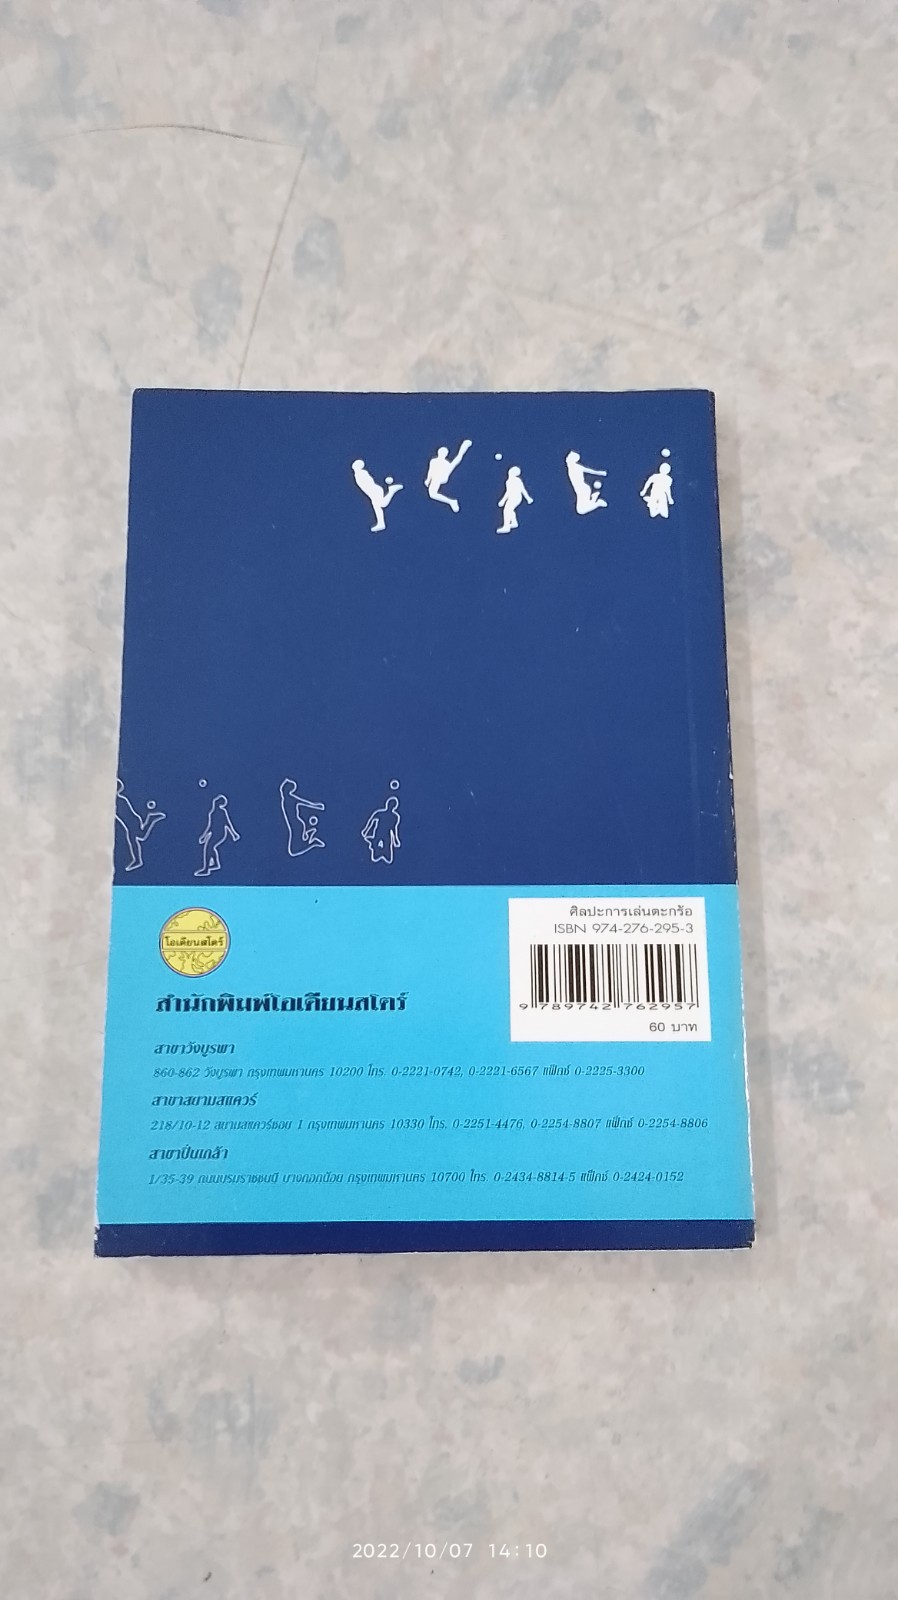 ศิลปะการเล่นตะกร้อ
ISBN 974-276-295-3
9 789742 762957
60 บาท
โอเดียนสโตร์
สำนักพิมพ์โอเดียนสโตร์
สาขาวังบูรพา
860-862 วังบูรพา กรุงเทพมหานคร 10200 โทร. 0-2221-0742, 0-2221-6567 แฟ็กซ์ 0-2225-3300
สาขาสยามสแควร์
218/10-12 สยามสแควร์ซอย 1 กรุงเทพมหานคร 10330 โทร. 0-2251-4476, 0-2254-8807 แฟ็กซ์ 0-2254-8806
สาขาปิ่นเกล้า
1/35-39 ถนนบรมราชชนนี บางกอกน้อย กรุงเทพมหานคร 10700 โทร. 0-2434-8814-5 แฟ็กซ์ 0-2424-0152
2022/10/07 14:10